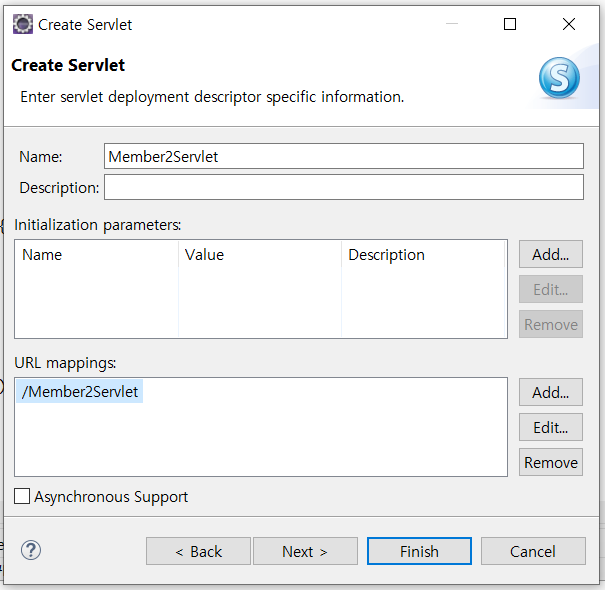 Create Servlet
Create Servlet
Enter servlet deployment descriptor specific information.
Name: Member2Servlet
Description:
Initialization parameters:
Name Value Description
Add...
Edit...
Remove
URL mappings:
/Member2Servlet
Add...
Edit...
Remove
Asynchronous Support
? < Back Next > Finish Cancel